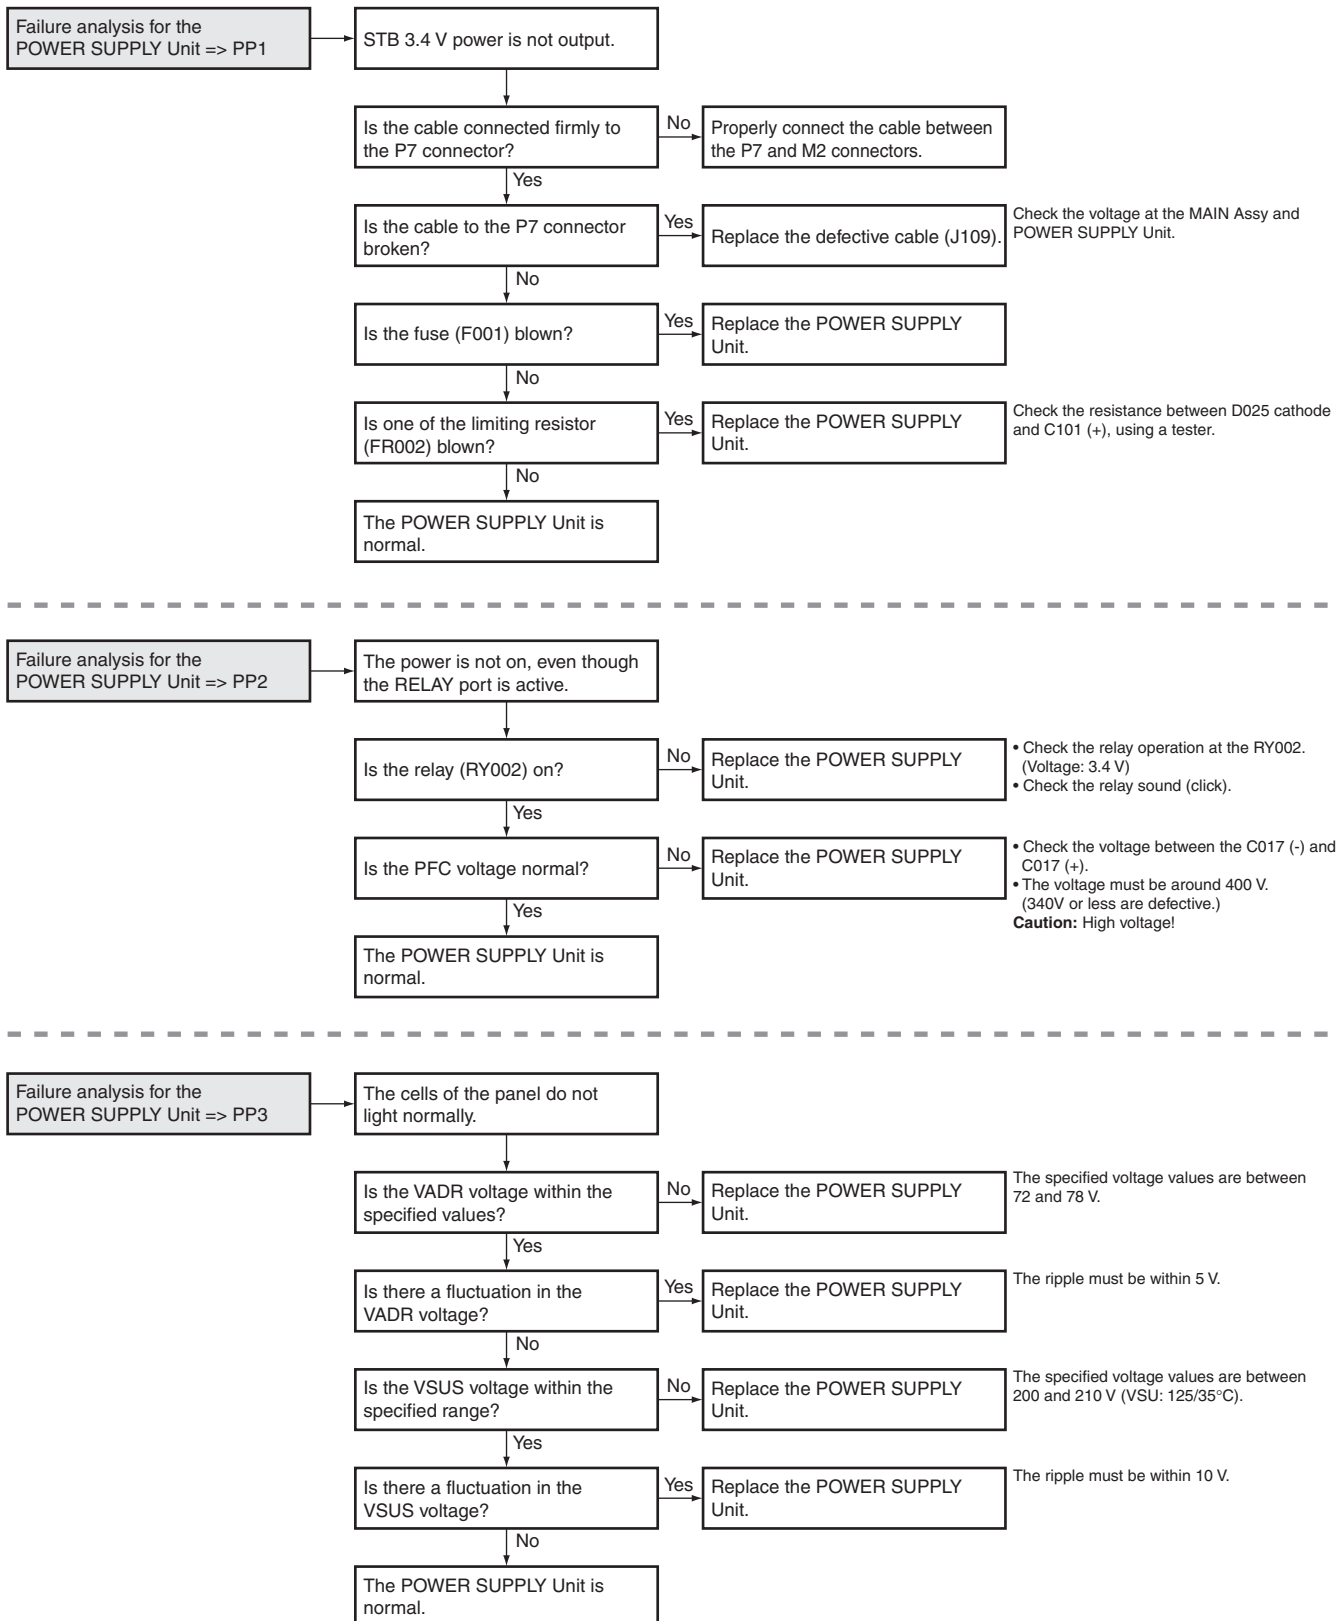 Failure analysis for the
POWER SUPPLY Unit => PP1
STB 3.4 V power is not output.
Is the cable connected firmly to
the P7 connector?
No
Properly connect the cable between
the P7 and M2 connectors.
Yes
Is the cable to the P7 connector
broken?
Yes
Replace the defective cable (J109).
Check the voltage at the MAIN Assy and
POWER SUPPLY Unit.
No
Is the fuse (F001) blown?
Yes
Replace the POWER SUPPLY
Unit.
No
Is one of the limiting resistor
(FR002) blown?
Yes
Replace the POWER SUPPLY
Unit.
Check the resistance between D025 cathode
and C101 (+), using a tester.
No
The POWER SUPPLY Unit is
normal.
Failure analysis for the
POWER SUPPLY Unit => PP2
The power is not on, even though
the RELAY port is active.
Is the relay (RY002) on?
No
Replace the POWER SUPPLY
Unit.
• Check the relay operation at the RY002.
(Voltage: 3.4 V)
• Check the relay sound (click).
Yes
Is the PFC voltage normal?
No
Replace the POWER SUPPLY
Unit.
• Check the voltage between the C017 (-) and
C017 (+).
• The voltage must be around 400 V.
(340V or less are defective.)
Caution: High voltage!
Yes
The POWER SUPPLY Unit is
normal.
Failure analysis for the
POWER SUPPLY Unit => PP3
The cells of the panel do not
light normally.
Is the VADR voltage within the
specified values?
No
Replace the POWER SUPPLY
Unit.
The specified voltage values are between
72 and 78 V.
Yes
Is there a fluctuation in the
VADR voltage?
Yes
Replace the POWER SUPPLY
Unit.
The ripple must be within 5 V.
No
Is the VSUS voltage within the
specified range?
No
Replace the POWER SUPPLY
Unit.
The specified voltage values are between
200 and 210 V (VSU: 125/35°C).
Yes
Is there a fluctuation in the
VSUS voltage?
Yes
Replace the POWER SUPPLY
Unit.
The ripple must be within 10 V.
No
The POWER SUPPLY Unit is
normal.